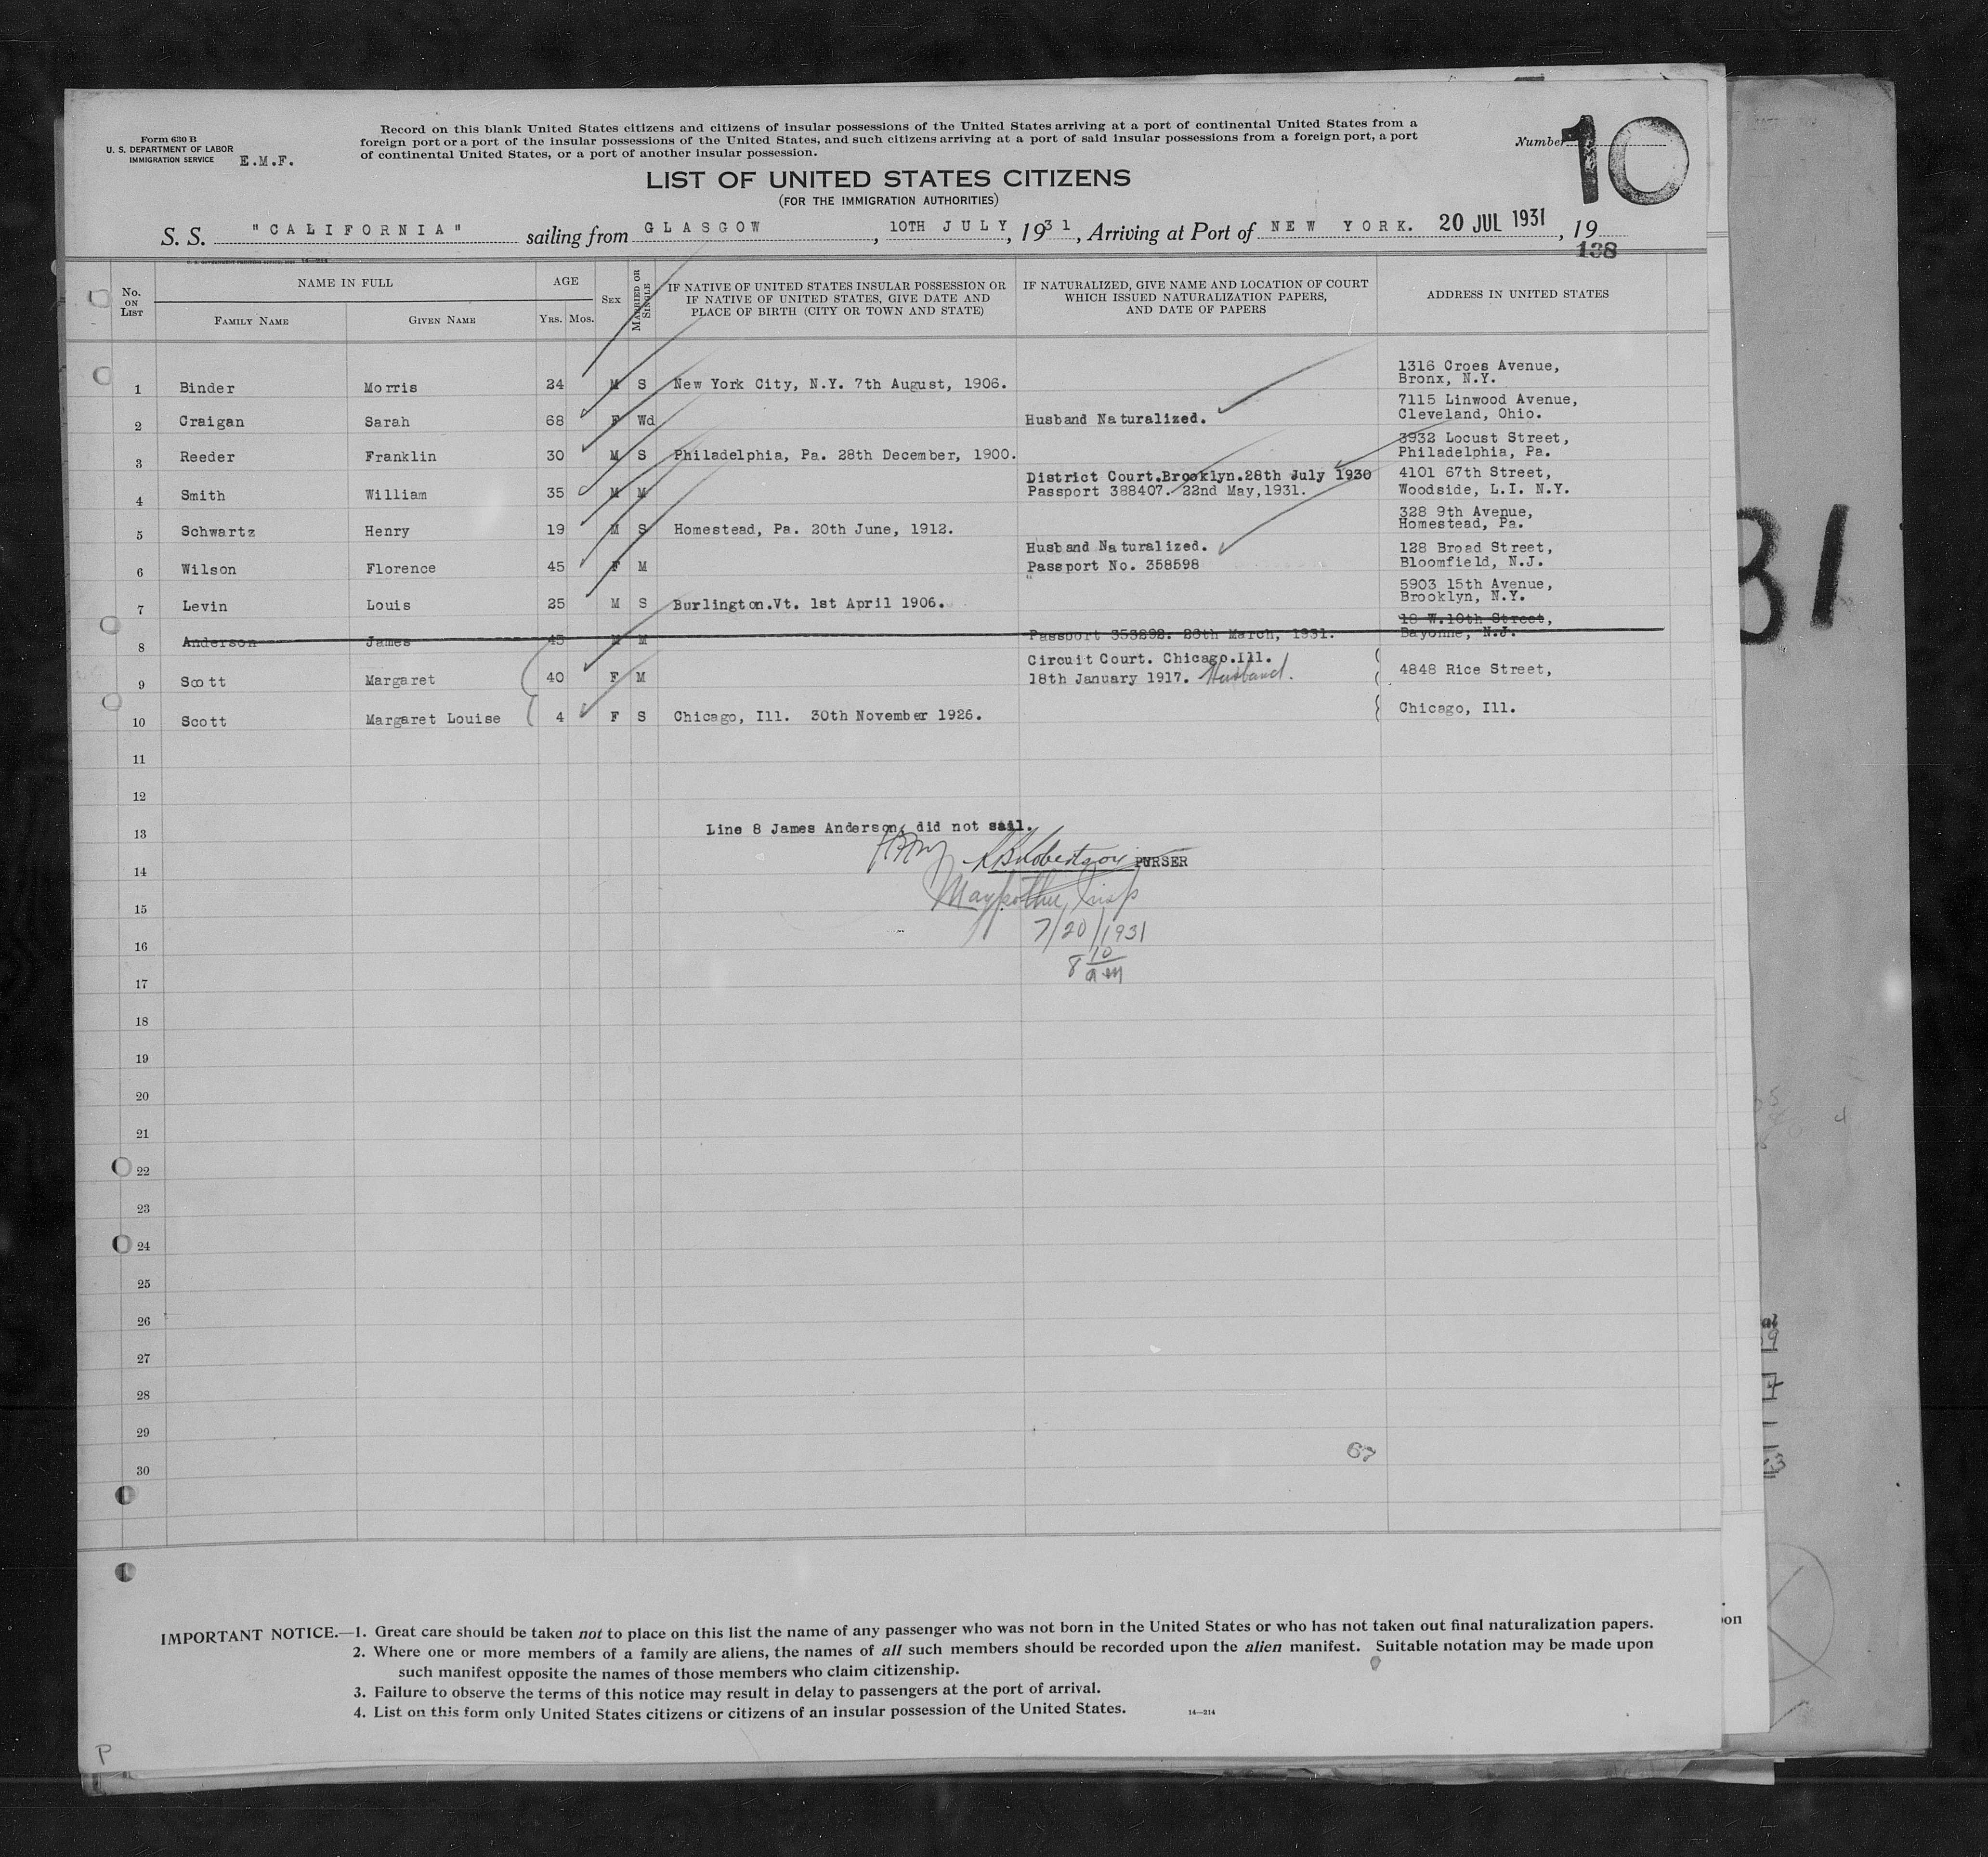 Form 630 B
U. S. DEPARTMENT OF LABOR
IMMIGRATION SERVICE
E.M.F.
Record on this blank United States citizens and citizens of insular possessions of the United States arriving at a port of continental United States from a
foreign port or a port of the insular possessions of the United States, and such citizens arriving at a port of said insular possessions from a foreign port, a port
of continental United States, or a port of another insular possession.
Number 10
LIST OF UNITED STATES CITIZENS
(FOR THE IMMIGRATION AUTHORITIES)
S. S. "CALIFORNIA" sailing from GLASGOW, 10TH JULY, 1931, Arriving at Port of NEW YORK. 20 JUL 1931, 19
138
No. ON LIST
NAME IN FULL
FAMILY NAME
GIVEN NAME
AGE
YRS. MOS.
SEX
MARRIED OR SINGLE
IF NATIVE OF UNITED STATES INSULAR POSSESSION OR
IF NATIVE OF UNITED STATES, GIVE DATE AND
PLACE OF BIRTH (CITY OR TOWN AND STATE)
IF NATURALIZED, GIVE NAME AND LOCATION OF COURT
WHICH ISSUED NATURALIZATION PAPERS,
AND DATE OF PAPERS
ADDRESS IN UNITED STATES
1 Binder Morris 24 M S New York City, N.Y. 7th August, 1906. 1316 Croes Avenue,
Bronx, N.Y.
2 Craigan Sarah 68 F Wd Husband Naturalized. 7115 Linwood Avenue,
Cleveland, Ohio.
3 Reeder Franklin 30 M S Philadelphia, Pa. 28th December, 1900. 3932 Locust Street,
Philadelphia, Pa.
4 Smith William 35 M M District Court.Brooklyn.28th July 1930 4101 67th Street,
Passport 388407. 22nd May,1931. Woodside, L.I. N.Y.
5 Schwartz Henry 19 M S Homestead, Pa. 20th June, 1912. 328 9th Avenue,
Homestead, Pa.
6 Wilson Florence 45 F M Husband Naturalized. 128 Broad Street,
Passport No. 358598 Bloomfield, N.J.
7 Levin Louis 25 M S Burlington.Vt. 1st April 1906. 5903 15th Avenue,
Brooklyn, N.Y.
8 Anderson James 45 M M Passport 353292. 26th March, 1931. 18 W.10th Street,
Bayonne, N.J.
9 Scott Margaret 40 F M Circuit Court. Chicago.Ill.
18th January 1917. Husband. 4848 Rice Street,
10 Scott Margaret Louise 4 F S Chicago, Ill. 30th November 1926. Chicago, Ill.
11
12
13
Line 8 James Anderson, did not sail.
14
PURSER
15
7/20/1931
16
8 10 am
17
18
19
20
21
22
23
24
25
26
27
28
29
30
IMPORTANT NOTICE.—1. Great care should be taken not to place on this list the name of any passenger who was not born in the United States or who has not taken out final naturalization papers.
2. Where one or more members of a family are aliens, the names of all such members should be recorded upon the alien manifest. Suitable notation may be made upon
such manifest opposite the names of those members who claim citizenship.
3. Failure to observe the terms of this notice may result in delay to passengers at the port of arrival.
4. List on this form only United States citizens or citizens of an insular possession of the United States.
14—214
P
31